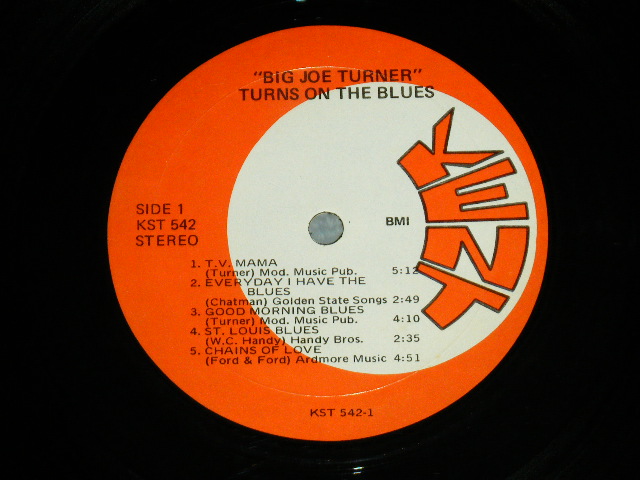 "BIG JOE TURNER"
TURNS ON THE BLUES
KENT
SIDE 1
KST 542
STEREO
BMI
1. T.V. MAMA
(Turner) Mod. Music Pub. 5:12
2. EVERYDAY I HAVE THE
BLUES
(Chatman) Golden State Songs 2:49
3. GOOD MORNING BLUES
(Turner) Mod. Music Pub. 4:10
4. ST. LOUIS BLUES
(W.C. Handy) Handy Bros. 2:35
5. CHAINS OF LOVE
(Ford & Ford) Ardmore Music 4:51
KST 542-1